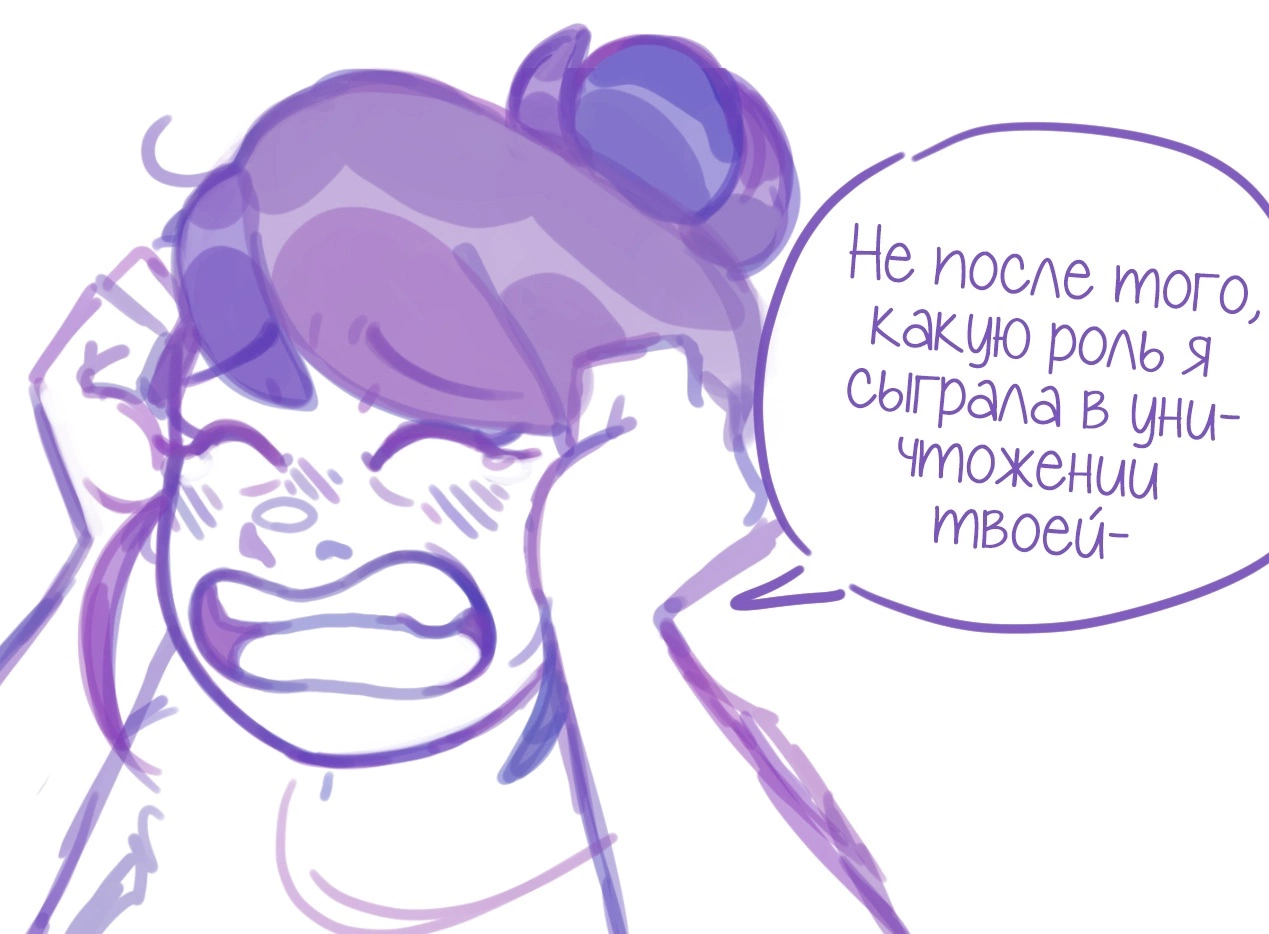 Не после того,
какую роль я
сыграла в уни-
чтожении
твоей-